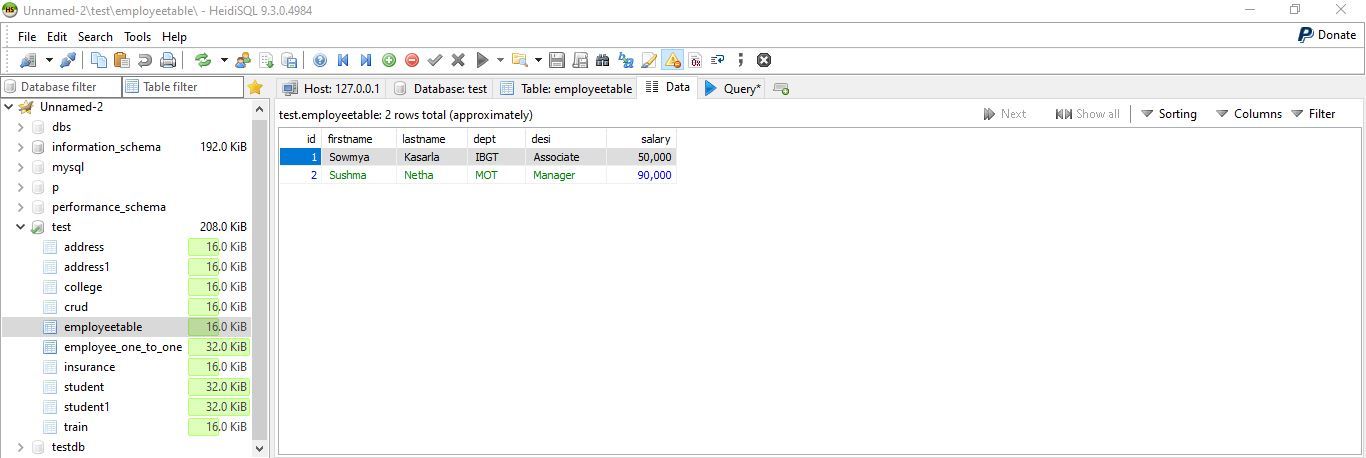 HS Unnamed-2\test\employeetable\ - HeidiSQL 9.3.0.4984
File Edit Search Tools Help Donate
Database filter Table filter
Host: 127.0.0.1 Database: test Table: employeetable Data Query*
Unnamed-2
dbs
information_schema 192.0 KiB
mysql
p
performance_schema
test 208.0 KiB
address 16.0 KiB
address1 16.0 KiB
college 16.0 KiB
crud 16.0 KiB
employeetable 16.0 KiB
employee_one_to_one 32.0 KiB
insurance 16.0 KiB
student 32.0 KiB
student1 32.0 KiB
train 16.0 KiB
testdb
test.employeetable: 2 rows total (approximately) Next Show all Sorting Columns Filter
id firstname lastname dept desi salary
1 Sowmya Kasarla IBGT Associate 50,000
2 Sushma Netha MOT Manager 90,000